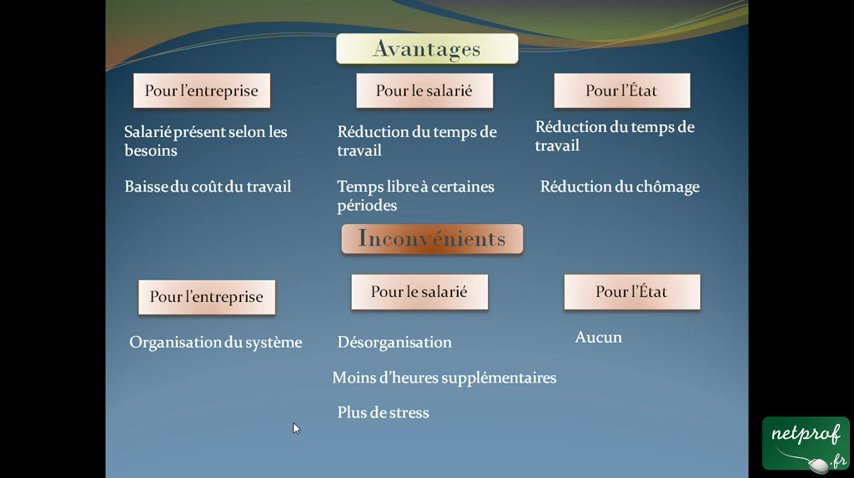 Avantages
Pour l'entreprise
Pour le salarié
Pour l'État
Salarié présent selon les
besoins
Baisse du coût du travail
Réduction du temps de
travail
Temps libre à certaines
périodes
Réduction du temps de
travail
Réduction du chômage
Inconvénients
Pour l'entreprise
Pour le salarié
Pour l'État
Organisation du système
Désorganisation
Moins d'heures supplémentaires
Plus de stress
Aucun
netprof
.fr